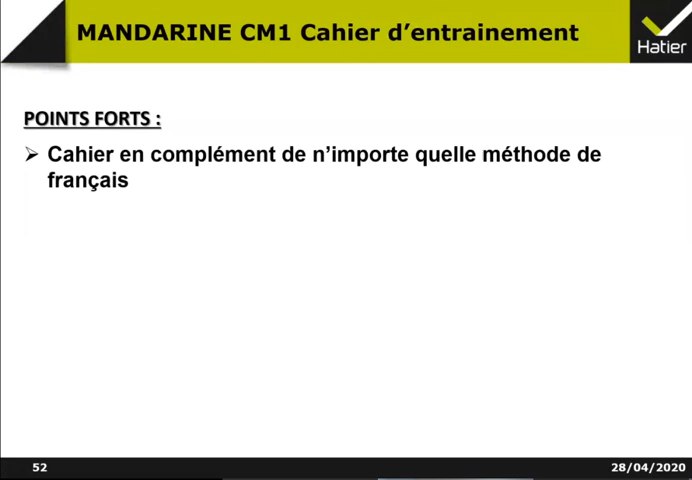 MANDARINE CM1 Cahier d’entrainement
Hatier
POINTS FORTS :
➢ Cahier en complément de n’importe quelle méthode de
français
52
28/04/2020